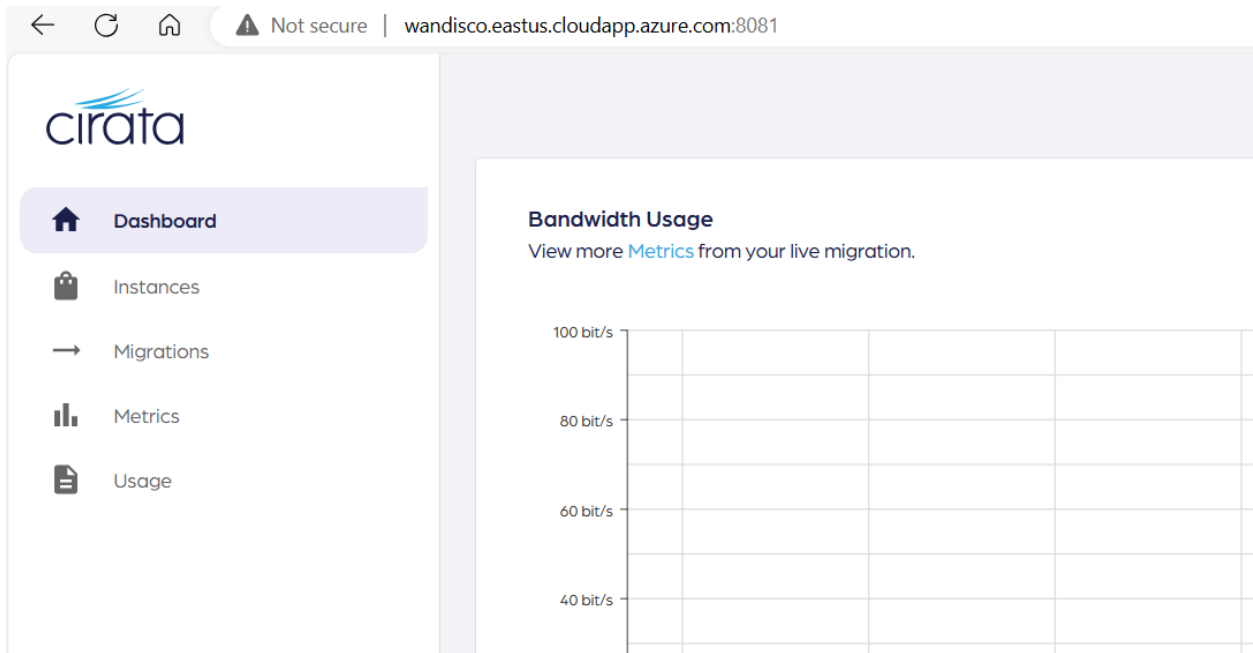 Not secure | wandisco.eastus.cloudapp.azure.com:8081
cirata
Dashboard
Instances
Migrations
Metrics
Usage
Bandwidth Usage
View more Metrics from your live migration.
100 bit/s
80 bit/s
60 bit/s
40 bit/s